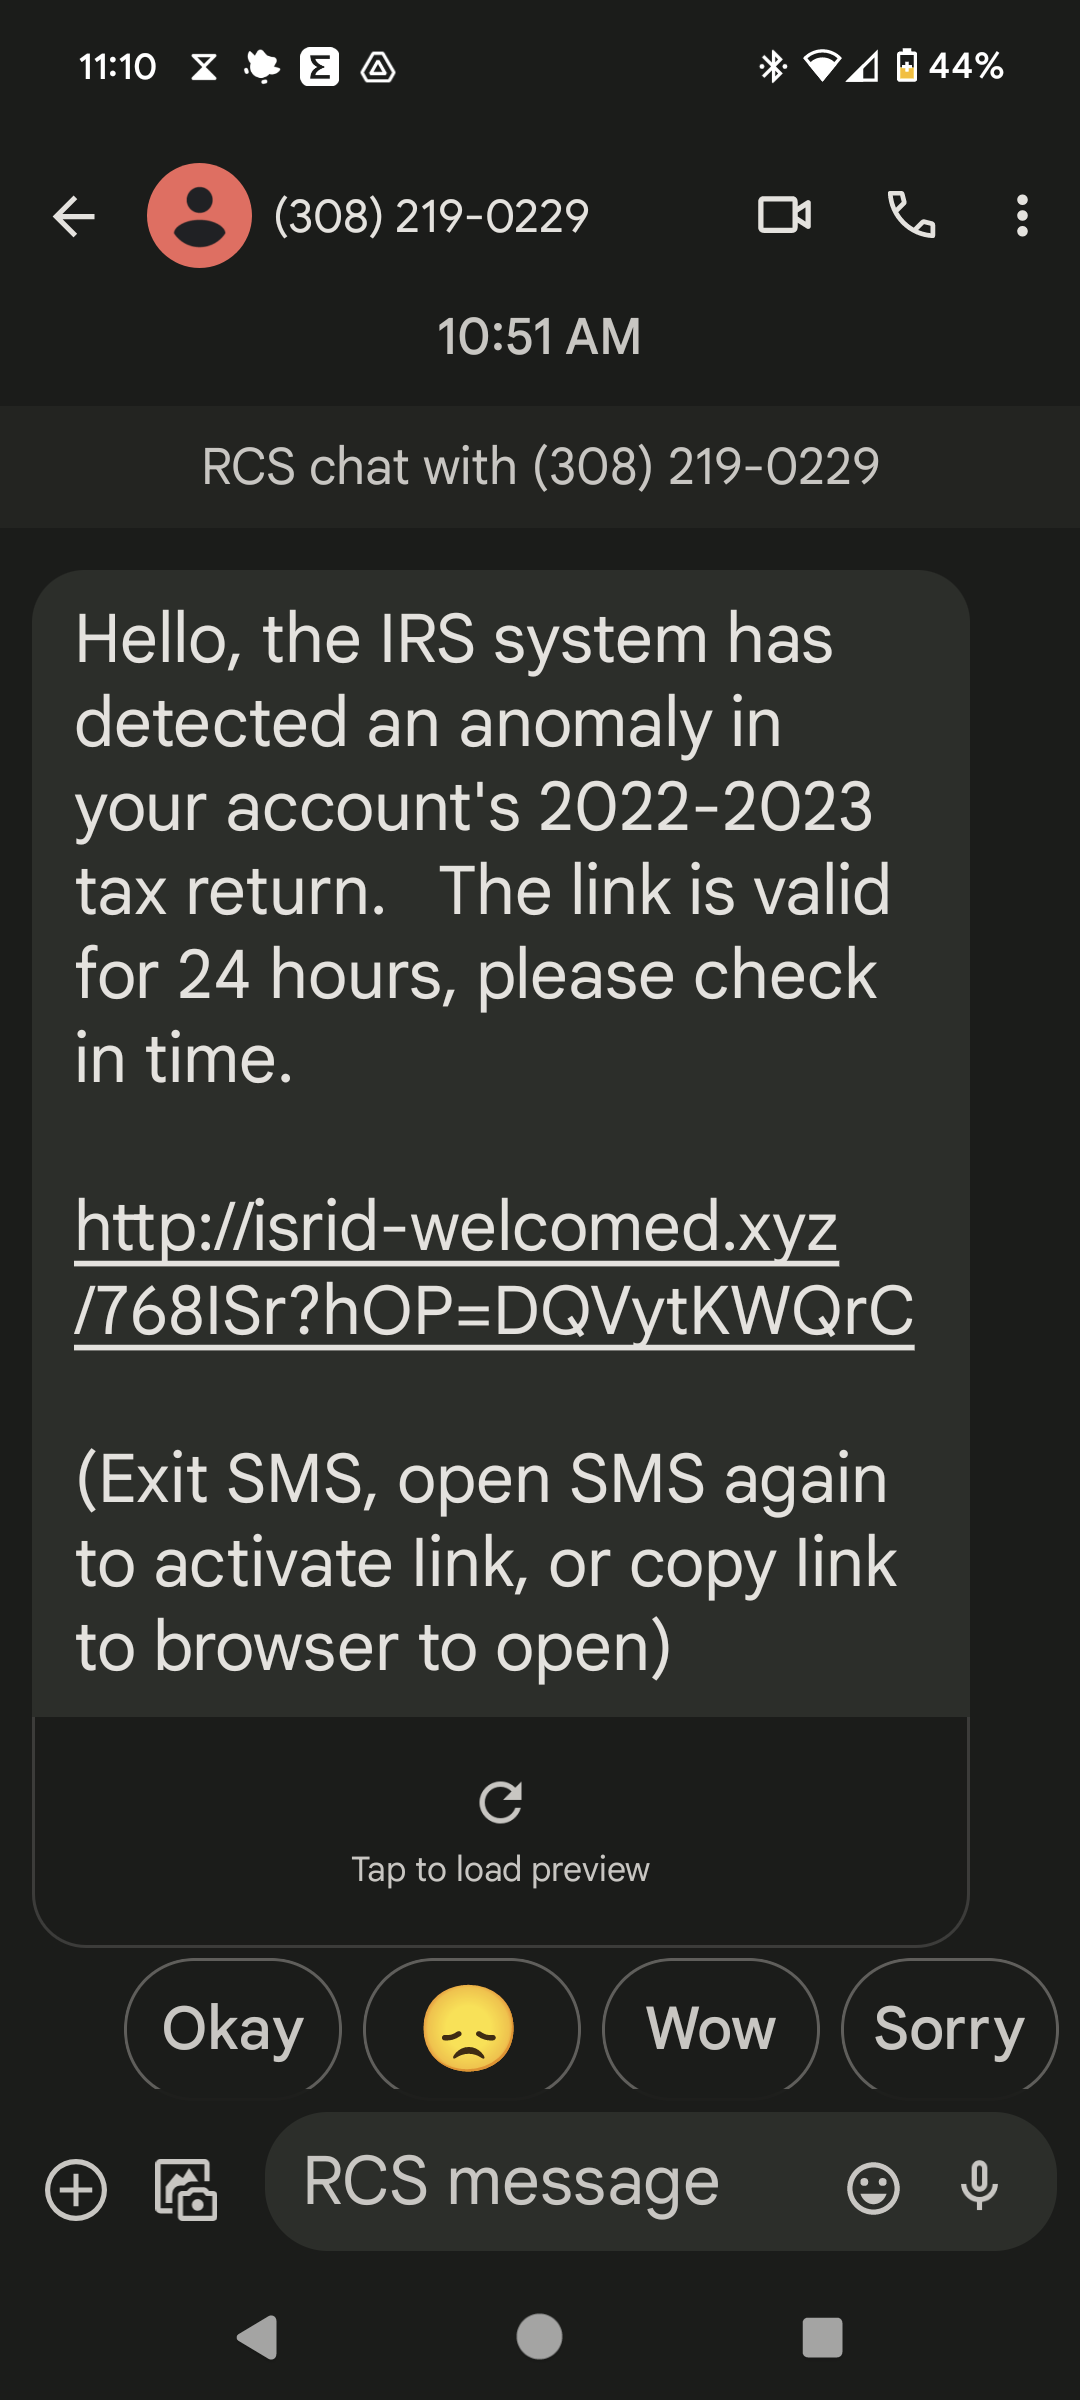 11:10
44%
(308) 219-0229
10:51 AM
RCS chat with (308) 219-0229
Hello, the IRS system has
detected an anomaly in
your account's 2022-2023
tax return.   The link is valid
for 24 hours, please check
in time.
http://isrid-welcomed.xyz
/768ISr?hOP=DQVytKWQrC
(Exit SMS, open SMS again
to activate link, or copy link
to browser to open)
Tap to load preview
Okay
Wow
Sorry
RCS message